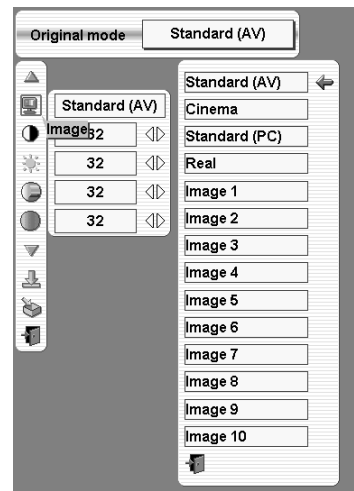 Original mode
Standard (AV)
Standard (AV)
Image
32
32
32
32
Standard (AV)
Cinema
Standard (PC)
Real
Image 1
Image 2
Image 3
Image 4
Image 5
Image 6
Image 7
Image 8
Image 9
Image 10